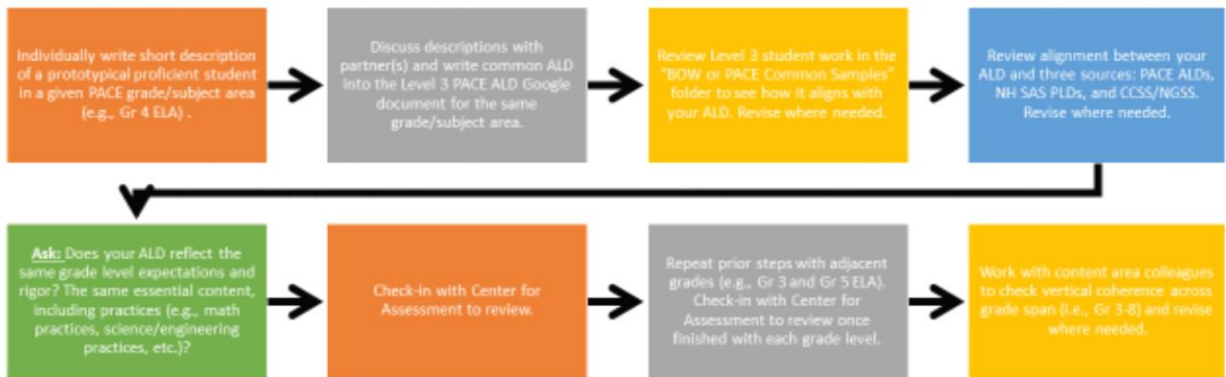 Individually write short description
of a prototypical proficient student
in a given PACE grade/subject area
(e.g., Gr 4 ELA) .
Discuss descriptions with
partner(s) and write common ALD
into the Level 3 PACE ALD Google
document for the same
grade/subject area.
Review Level 3 student work in the
"BOW or PACE Common Samples"
folder to see how it aligns with
your ALD. Revise where needed.
Review alignment between your
ALD and three sources: PACE ALDs,
NH SAS PLDs, and CCSS/NGSS.
Revise where needed.
Ask: Does your ALD reflect the
same grade level expectations and
rigor? The same essential content,
including practices (e.g., math
practices, science/engineering
practices, etc.)?
Check-in with Center for
Assessment to review.
Repeat prior steps with adjacent
grades (e.g., Gr 3 and Gr 5 ELA).
Check-in with Center for
Assessment to review once
finished with each grade level.
Work with content area colleagues
to check vertical coherence across
grade span (i.e., Gr 3-8) and revise
where needed.